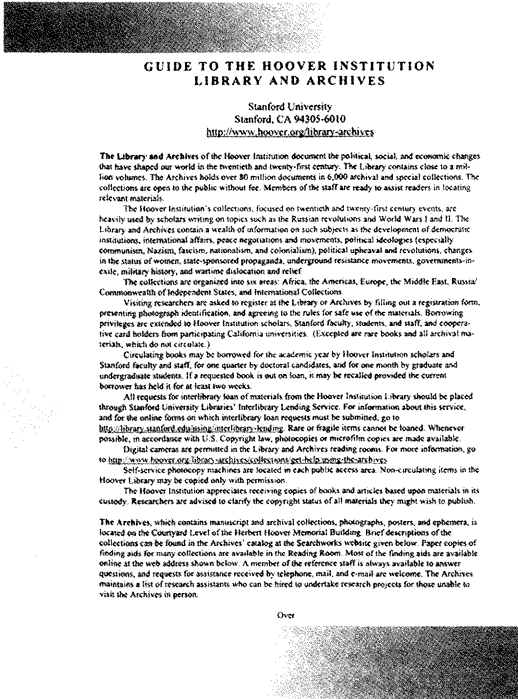 GUIDE TO THE HOOVER INSTITUTION
LIBRARY AND ARCHIVES
Stanford University
Stanford, CA 94305-6010
http://www.hoover.org/library-archives
The Library and Archives of the Hoover Institution document the political, social, and economic changes
that have shaped our world in the twentieth and twenty-first century. The Library contains close to a mil-
lion volumes. The Archives holds over 80 million documents in 6,000 archival and special collections. The
collections are open to the public without fee. Members of the staff are ready to assist readers in locating
relevant materials.
The Hoover Institution's collections, focused on twentieth and twenty-first century events, are
heavily used by scholars writing on topics such as the Russian revolutions and World Wars I and II. The
Library and Archives contain a wealth of information on such subjects as the development of democratic
institutions, international affairs, peace negotiations and movements, political ideologies (especially
communism, Nazism, fascism, nationalism, and colonialism), political upheaval and revolutions, changes
in the status of women, state-sponsored propaganda, underground resistance movements, governments-in-
exile, military history, and wartime dislocation and relief.
The collections are organized into six areas: Africa, the Americas, Europe, the Middle East, Russia/
Commonwealth of Independent States, and International Collections.
Visiting researchers are asked to register at the Library or Archives by filling out a registration form,
presenting photograph identification, and agreeing to the rules for safe use of the materials. Borrowing
privileges are extended to Hoover Institution scholars, Stanford faculty, students, and staff, and coopera-
tive card holders from participating California universities. (Excepted are rare books and all archival ma-
terials, which do not circulate.)
Circulating books may be borrowed for the academic year by Hoover Institution scholars and
Stanford faculty and staff, for one quarter by doctoral candidates, and for one month by graduate and
undergraduate students. If a requested book is out on loan, it may be recalled provided the current
borrower has held it for at least two weeks.
All requests for interlibrary loan of materials from the Hoover Institution Library should be placed
through Stanford University Libraries' Interlibrary Lending Service. For information about this service,
and for the online forms on which interlibrary loan requests must be submitted, go to
http://library.stanford.edu/using/interlibrary-lending. Rare or fragile items cannot be loaned. Whenever
possible, in accordance with U.S. Copyright law, photocopies or microfilm copies are made available.
Digital cameras are permitted in the Library and Archives reading rooms. For more information, go
to http://www.hoover.org/library-archives/collections/get-help/using-the-archives
Self-service photocopy machines are located in each public access area. Non-circulating items in the
Hoover Library may be copied only with permission.
The Hoover Institution appreciates receiving copies of books and articles based upon materials in its
custody. Researchers are advised to clarify the copyright status of all materials they might wish to publish.
The Archives, which contains manuscript and archival collections, photographs, posters, and ephemera, is
located on the Courtyard Level of the Herbert Hoover Memorial Building. Brief descriptions of the
collections can be found in the Archives' catalog at the Searchworks website given below. Paper copies of
finding aids for many collections are available in the Reading Room. Most of the finding aids are available
online at the web address shown below. A member of the reference staff is always available to answer
questions, and requests for assistance received by telephone, mail, and e-mail are welcome. The Archives
maintains a list of research assistants who can be hired to undertake research projects for those unable to
visit the Archives in person.
Over